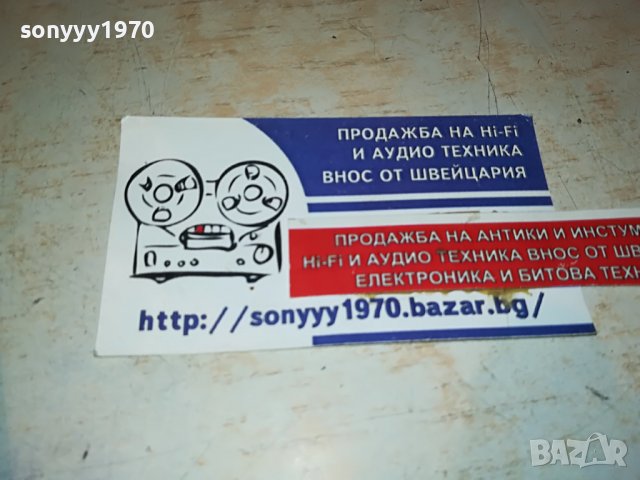 sonyyy1970
ПРОДАЖБА НА Hi-Fi
И АУДИО ТЕХНИКА
ВНОС ОТ ШВЕЙЦАРИЯ
ПРОДАЖБА НА АНТИКИ И ИНСТУМ
Hi-Fi И АУДИО ТЕХНИКА ВНОС ОТ ШВ
ЕЛЕКТРОНИКА И БИТОВА ТЕХН
http://sonyyy1970.bazar.bg/
BAZAR
bg